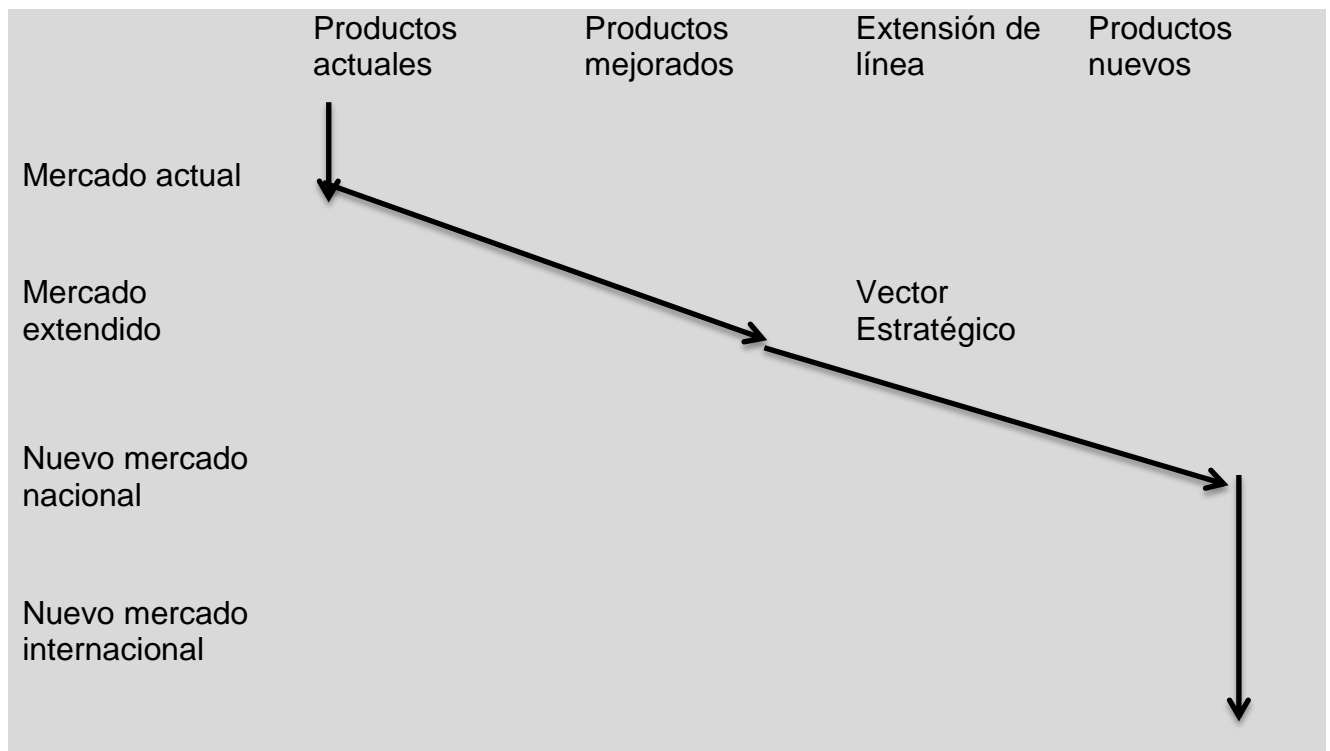 Productos actuales
Productos mejorados
Extensión de línea
Productos nuevos
Mercado actual
Mercado extendido
Vector Estratégico
Nuevo mercado nacional
Nuevo mercado internacional